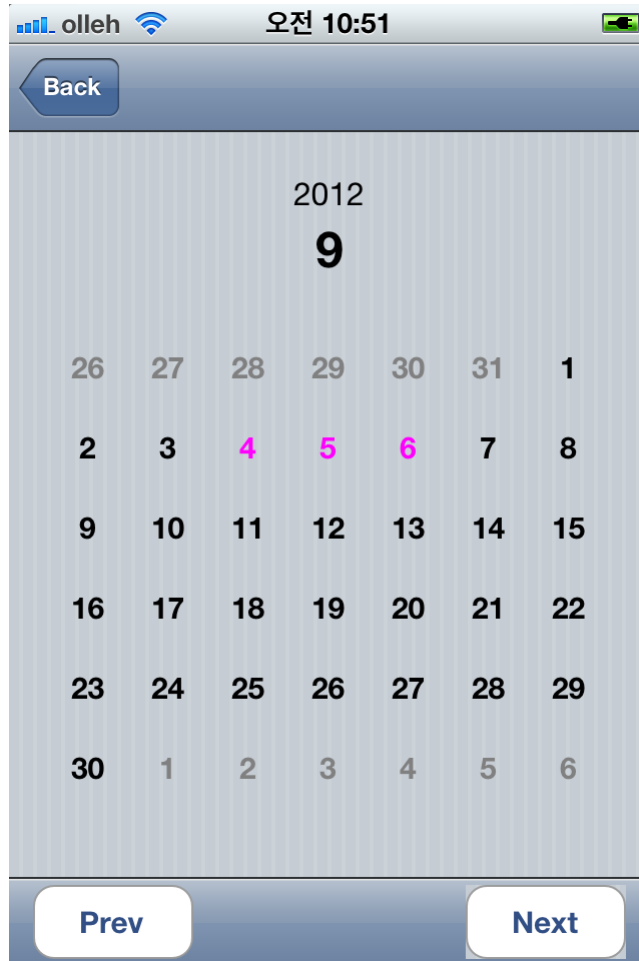 olleh 오전 10:51
Back
2012
9
26 27 28 29 30 31 1
2 3 4 5 6 7 8
9 10 11 12 13 14 15
16 17 18 19 20 21 22
23 24 25 26 27 28 29
30 1 2 3 4 5 6
Prev Next